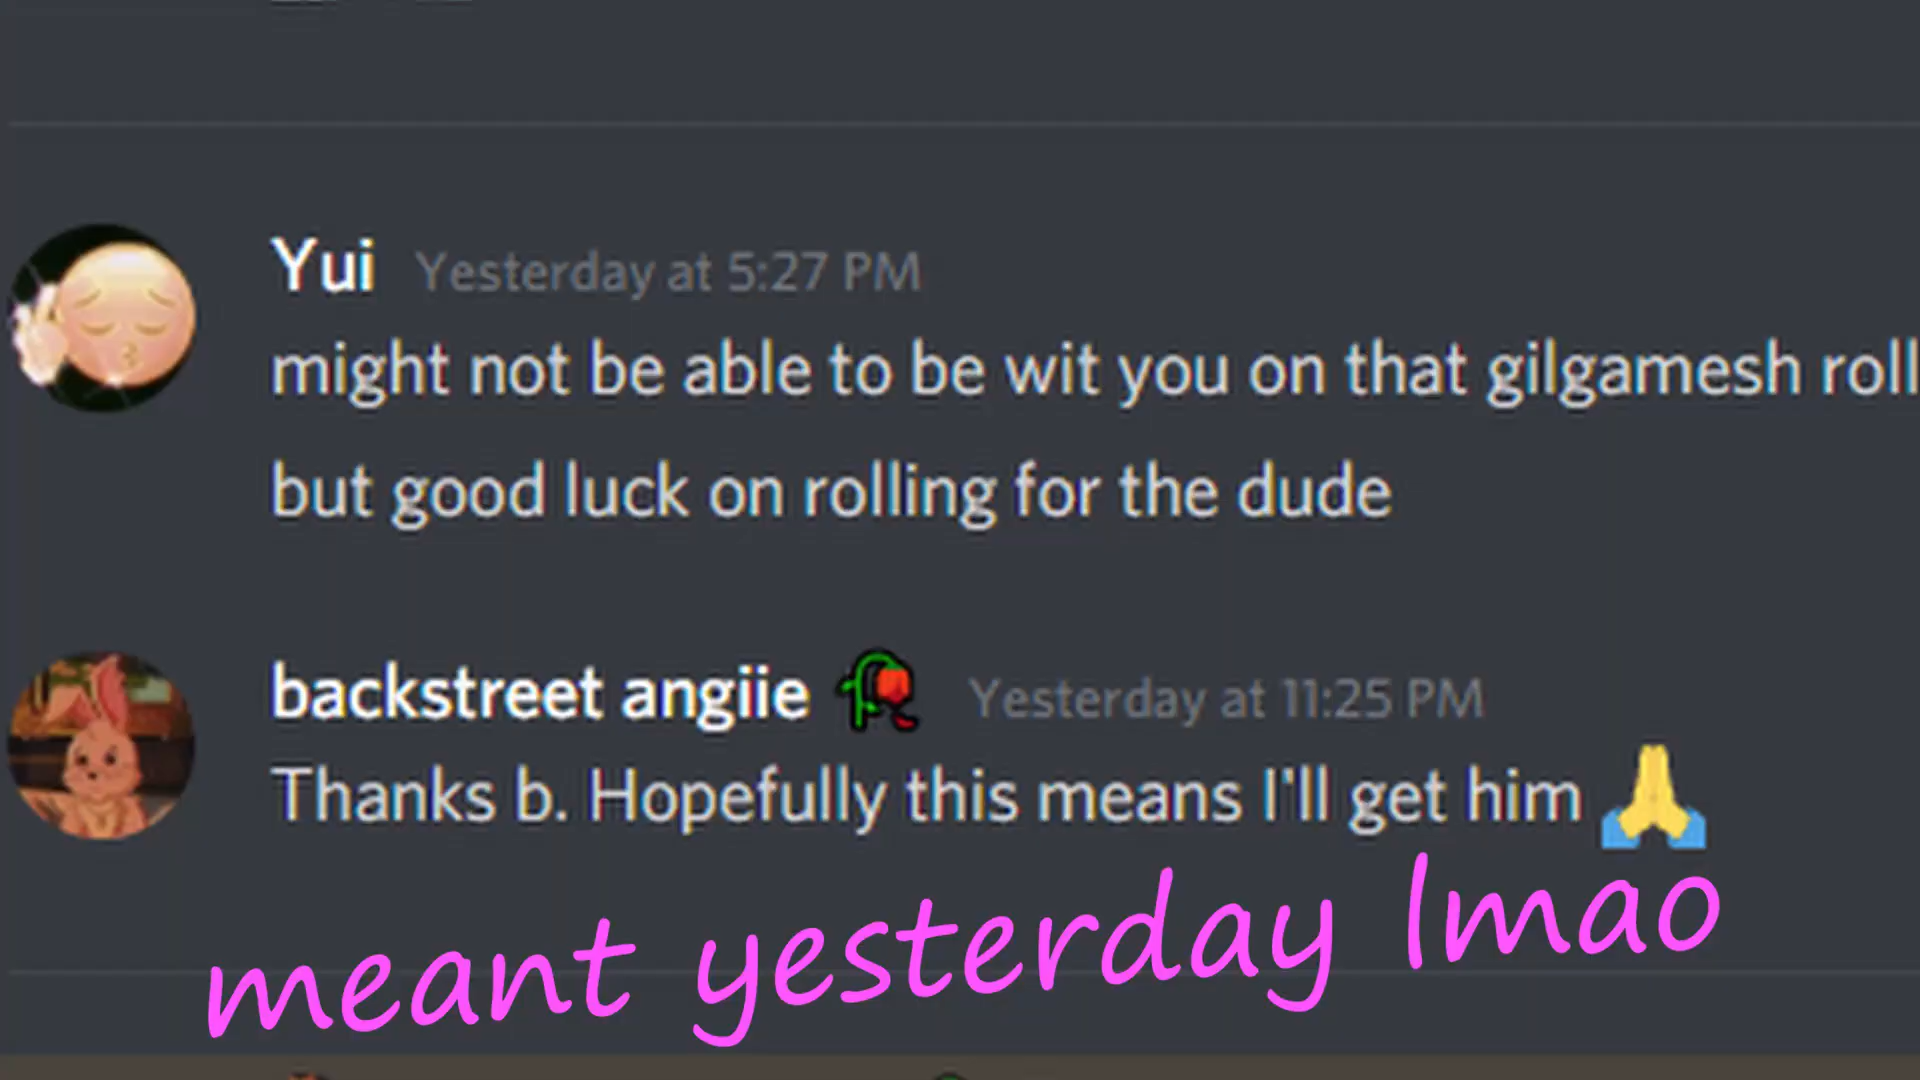 Yui Yesterday at 5:27 PM
might not be able to be wit you on that gilgamesh roll
but good luck on rolling for the dude
backstreet angiie 🥀 Yesterday at 11:25 PM
Thanks b. Hopefully this means I'll get him 🙏
meant yesterday lmao